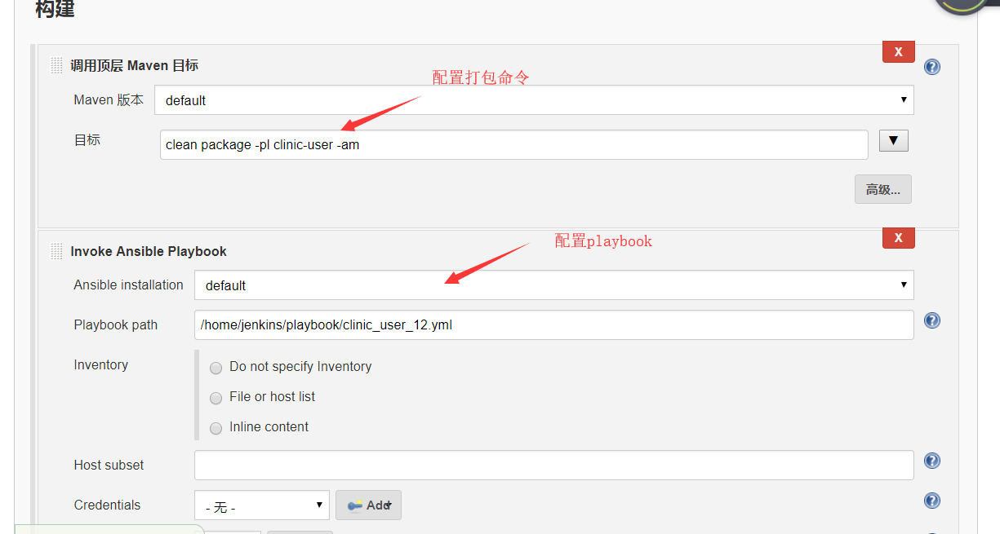 构建
调用顶层 Maven 目标
X
配置打包命令
Maven 版本
default
目标
clean package -pl clinic-user -am
高级...
Invoke Ansible Playbook
X
配置playbook
Ansible installation
default
Playbook path
/home/jenkins/playbook/clinic_user_12.yml
Inventory
Do not specify Inventory
File or host list
Inline content
Host subset
Credentials
- 无 -
Add